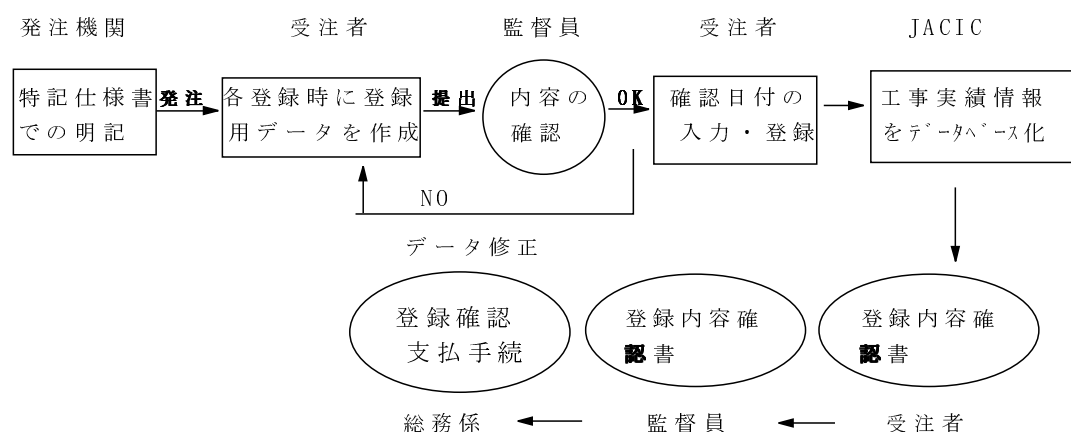 発注機関
受注者
監督員
受注者
JACIC
特記仕様書
での明記
発注
各登録時に登録
用データを作成
提出
内容の
確認
OK
確認日付の
入力・登録
工事実績情報
をデータベース化
NO
データ修正
登録確認
支払手続
登録内容確
認書
登録内容確
認書
総務係
監督員
受注者